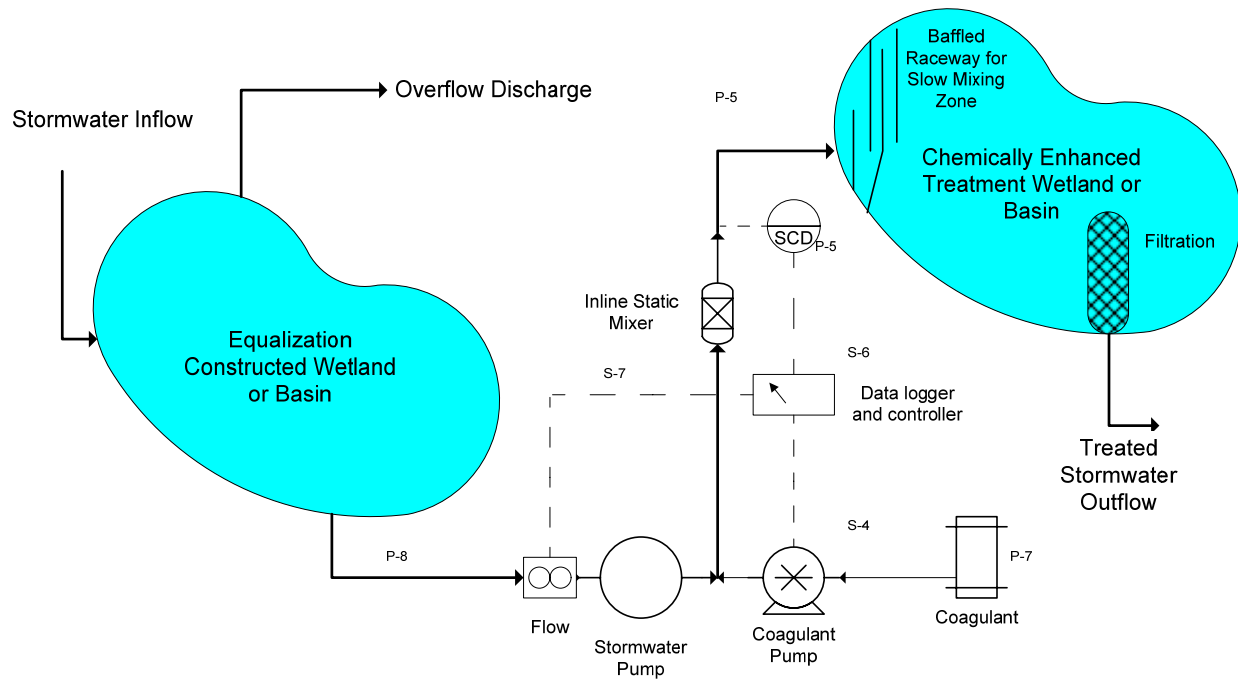 Stormwater Inflow
Overflow Discharge
Equalization
Constructed Wetland
or Basin
P-8
Flow
Stormwater
Pump
S-7
Inline Static
Mixer
P-5
SCD
P-5
S-6
Data logger
and controller
S-4
Coagulant
Pump
P-7
Coagulant
Baffled
Raceway for
Slow Mixing
Zone
Chemically Enhanced
Treatment Wetland or
Basin
Filtration
Treated
Stormwater
Outflow